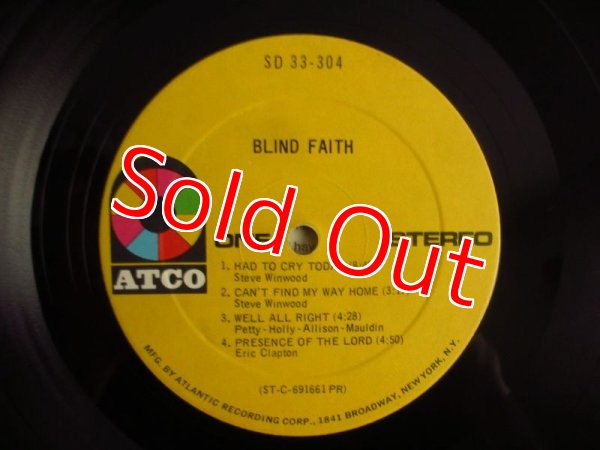 SD 33-304
BLIND FAITH
Sold Out
ATCO
STEREO
1. HAD TO CRY
Steve Winwood
2. CAN'T FIND MY WAY HOME
Steve Winwood
3. WELL ALL RIGHT (4:28)
Petty-Holly-Allison-Mauldin
4. PRESENCE OF THE LORD (4:50)
Eric Clapton
(ST-C-691661 PR)
MFG. BY ATLANTIC RECORDING CORP., 1841 BROADWAY, NEW YORK, N.Y.